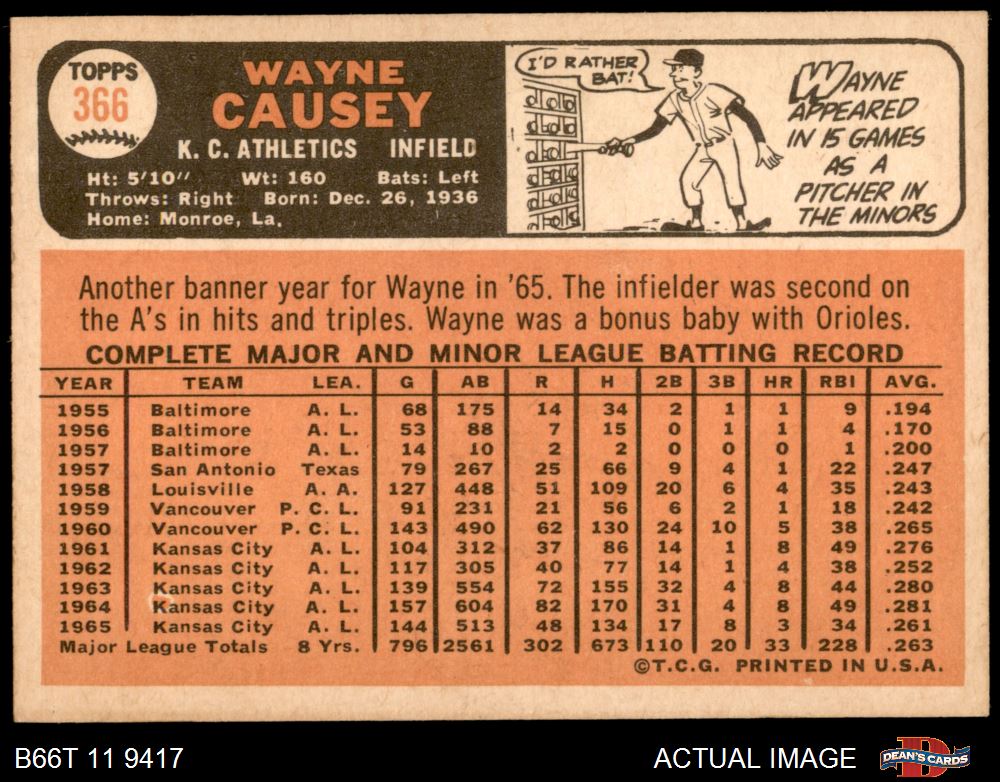 TOPPS
366
WAYNE
CAUSEY
K. C. ATHLETICS INFIELD
Ht: 5'10" Wt: 160 Bats: Left
Throws: Right Born: Dec. 26, 1936
Home: Monroe, La.
I'D RATHER
BAT!
WAYNE
APPEARED
IN 15 GAMES
AS A
PITCHER IN
THE MINORS
Another banner year for Wayne in '65. The infielder was second on
the A's in hits and triples. Wayne was a bonus baby with Orioles.
COMPLETE MAJOR AND MINOR LEAGUE BATTING RECORD
YEAR TEAM LEA. G AB R H 2B 3B HR RBI AVG.
1955 Baltimore A. L. 68 175 14 34 2 1 1 9 .194
1956 Baltimore A. L. 53 88 7 15 0 1 1 4 .170
1957 Baltimore A. L. 14 10 2 2 0 0 0 1 .200
1957 San Antonio Texas 79 267 25 66 9 4 1 22 .247
1958 Louisville A. A. 127 448 51 109 20 6 4 35 .243
1959 Vancouver P. C. L. 91 231 21 56 6 2 1 18 .242
1960 Vancouver P. C. L. 143 490 62 130 24 10 5 38 .265
1961 Kansas City A. L. 104 312 37 86 14 1 8 49 .276
1962 Kansas City A. L. 117 305 40 77 14 1 4 38 .252
1963 Kansas City A. L. 139 554 72 155 32 4 8 44 .280
1964 Kansas City A. L. 157 604 82 170 31 4 8 49 .281
1965 Kansas City A. L. 144 513 48 134 17 8 3 34 .261
Major League Totals 8 Yrs. 796 2561 302 673 110 20 33 228 .263
©T.C.G. PRINTED IN U.S.A.
B66T 11 9417
ACTUAL IMAGE
DEAN'S CARDS